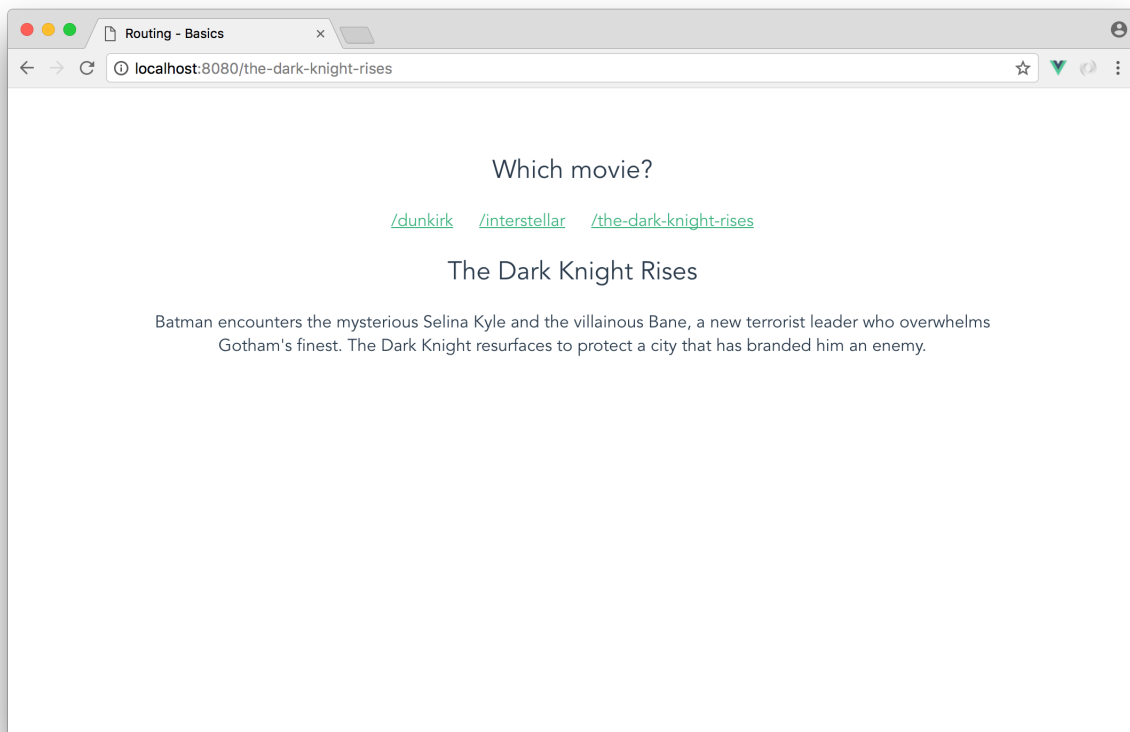 Routing - Basics
localhost:8080/the-dark-knight-rises
Which movie?
/dunkirk /interstellar /the-dark-knight-rises
The Dark Knight Rises
Batman encounters the mysterious Selina Kyle and the villainous Bane, a new terrorist leader who overwhelms
Gotham's finest. The Dark Knight resurfaces to protect a city that has branded him an enemy.